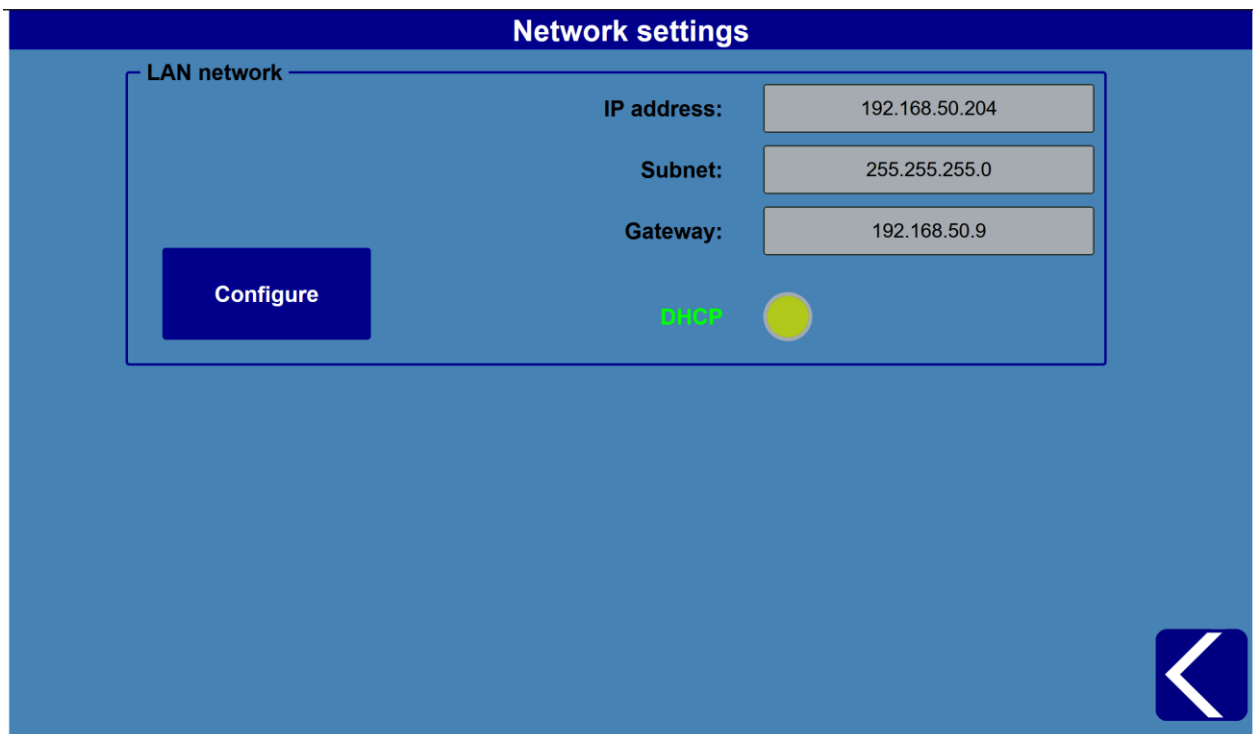 Network settings
LAN network
IP address: 192.168.50.204
Subnet: 255.255.255.0
Gateway: 192.168.50.9
Configure
DHCP